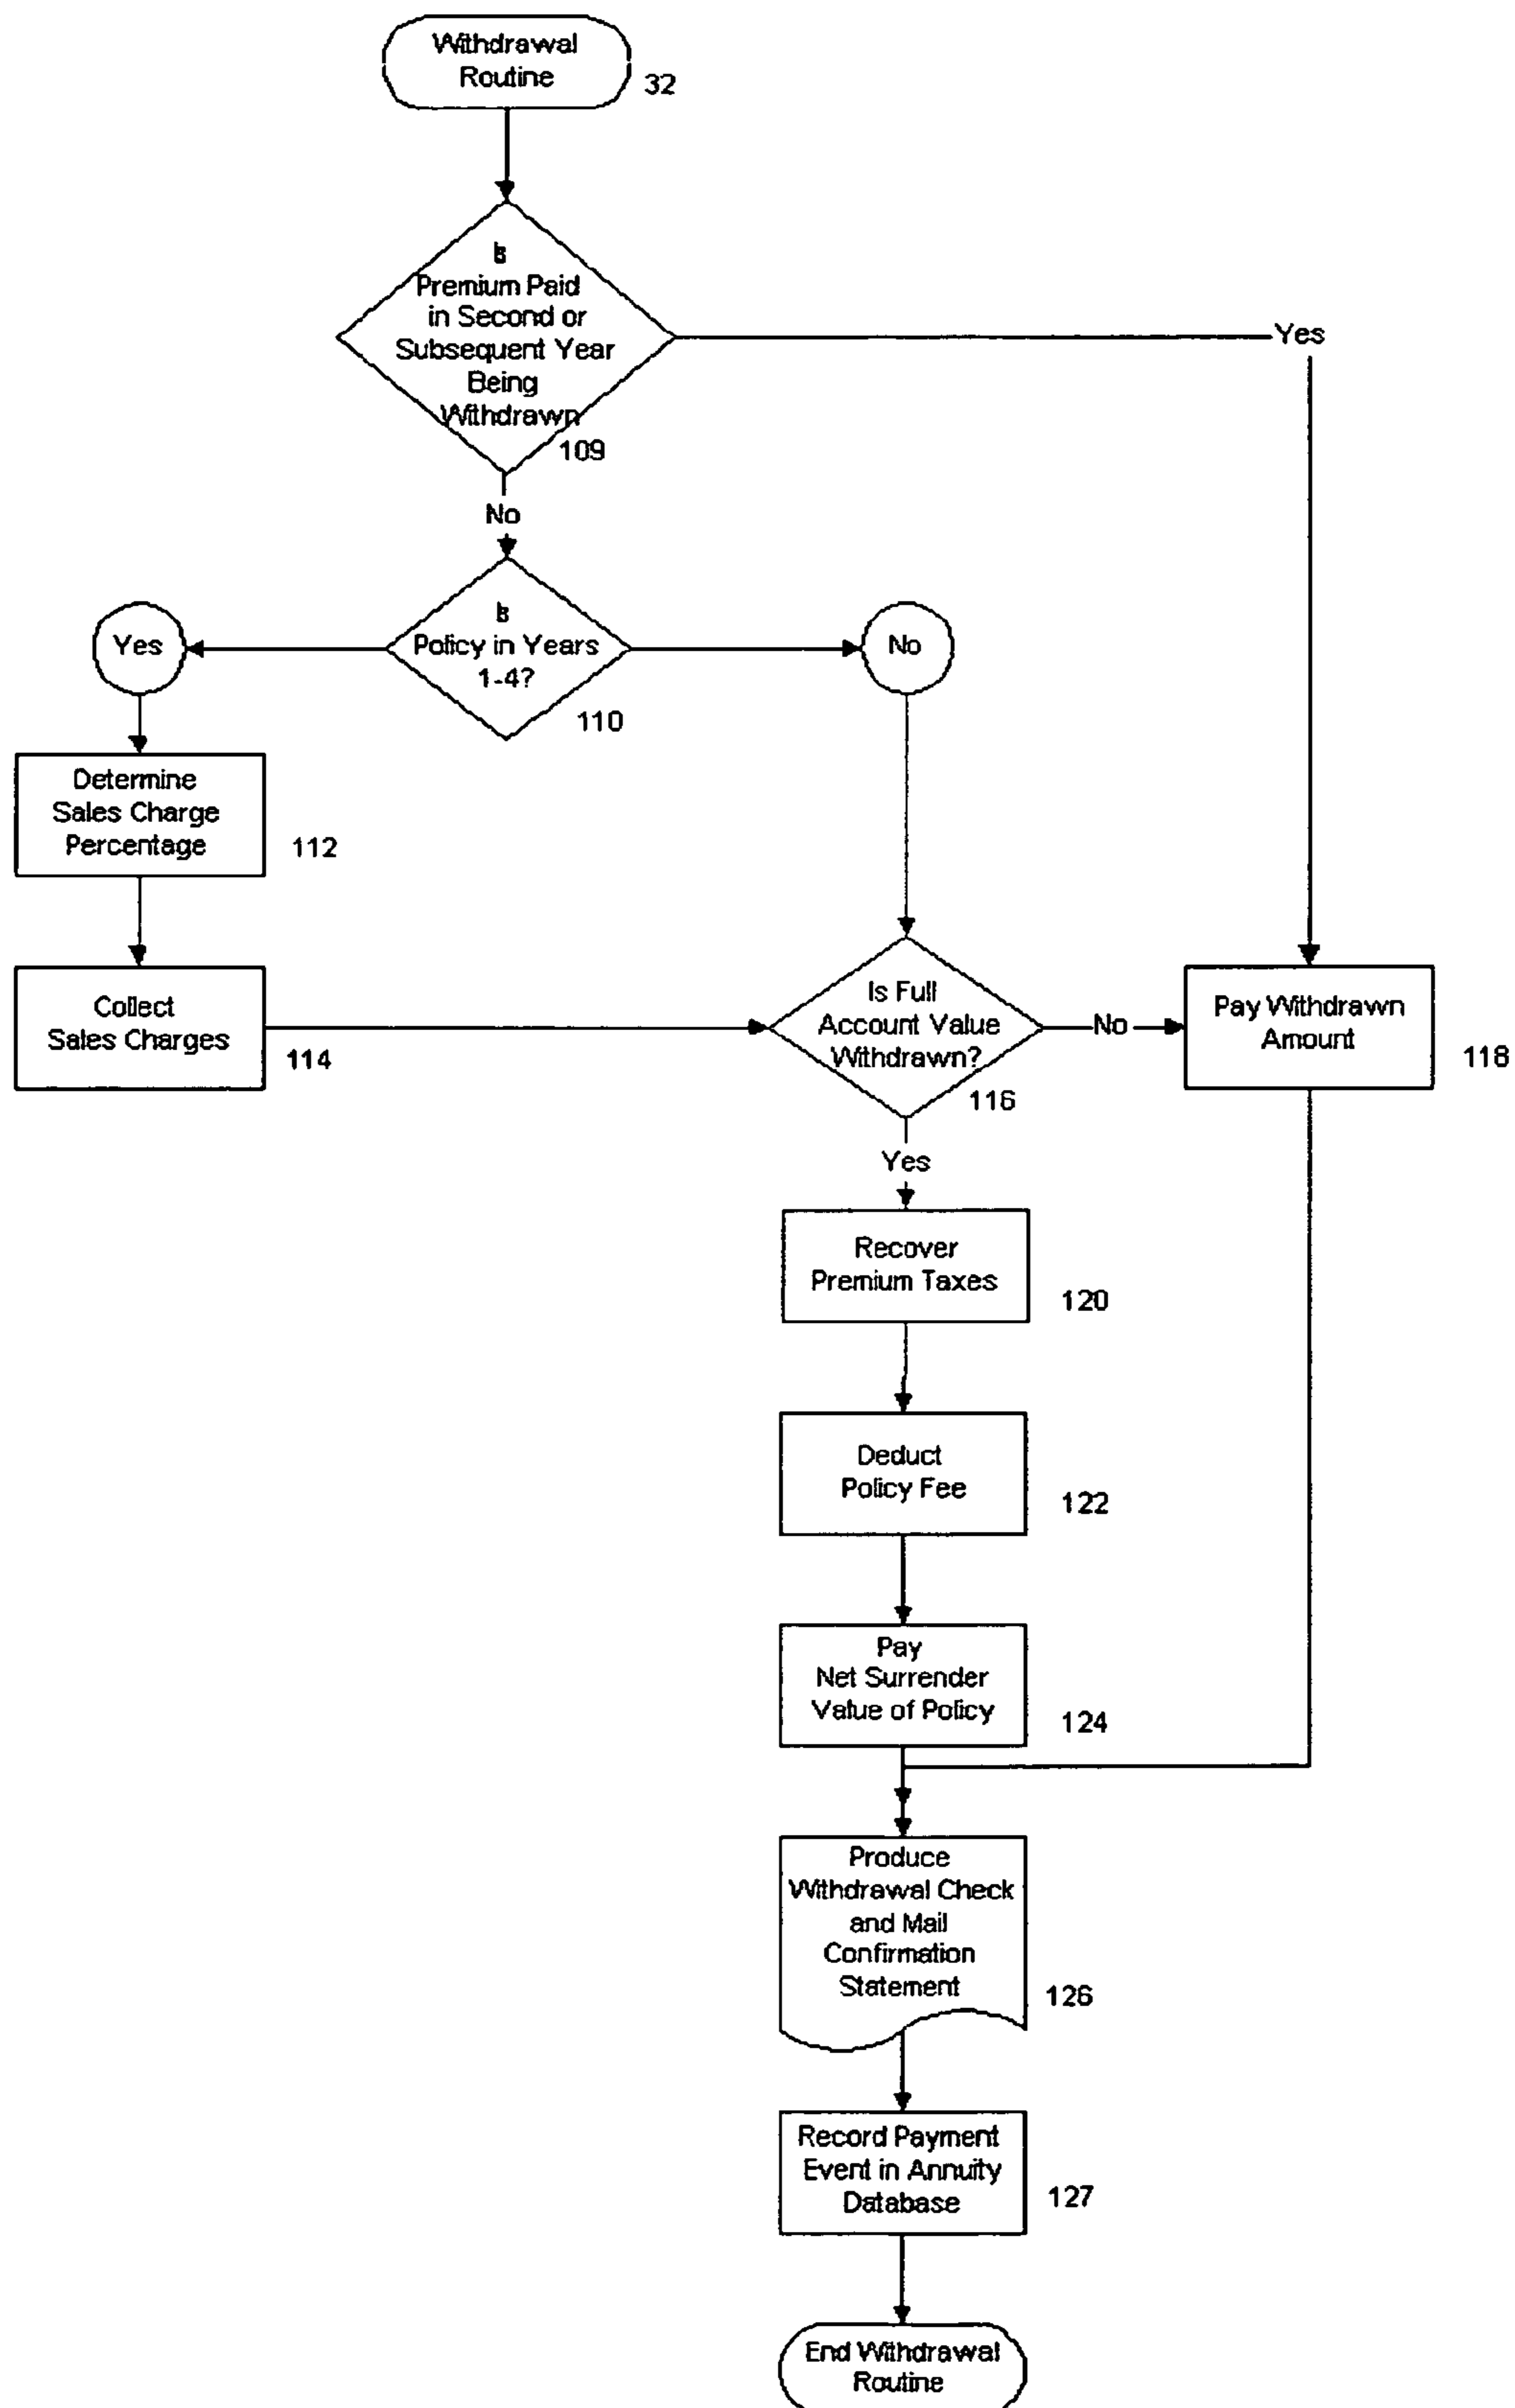 Withdrawal
Routine
32
Is
Premium Paid
in Second or
Subsequent Year
Being
Withdrawn
109
Yes
No
Is
Policy in Years
1-4?
110
Yes
No
Determine
Sales Charge
Percentage
112
Collect
Sales Charges
114
Is Full
Account Value
Withdrawn?
116
No
Pay Withdrawn
Amount
118
Yes
Recover
Premium Taxes
120
Deduct
Policy Fee
122
Pay
Net Surrender
Value of Policy
124
Produce
Withdrawal Check
and Mail
Confirmation
Statement
126
Record Payment
Event in Annuity
Database
127
End Withdrawal
Routine